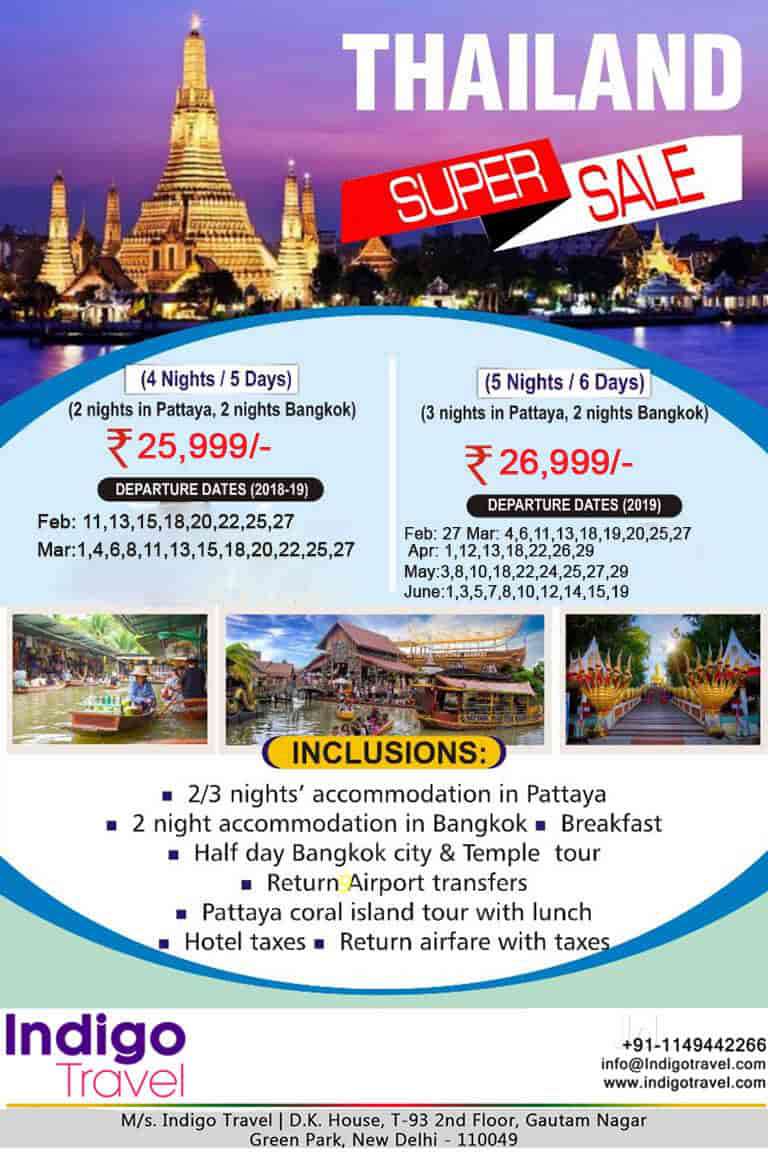 THAILAND
SUPER SALE
(4 Nights / 5 Days)
(2 nights in Pattaya, 2 nights Bangkok)
₹25,999/-
DEPARTURE DATES (2018-19)
Feb: 11,13,15,18,20,22,25,27
Mar:1,4,6,8,11,13,15,18,20,22,25,27
(5 Nights / 6 Days)
(3 nights in Pattaya, 2 nights Bangkok)
₹26,999/-
DEPARTURE DATES (2019)
Feb: 27 Mar: 4,6,11,13,18,19,20,25,27
Apr: 1,12,13,18,22,26,29
May:3,8,10,18,22,24,25,27,29
June:1,3,5,7,8,10,12,14,15,19
INCLUSIONS:
▪ 2/3 nights’ accommodation in Pattaya
▪ 2 night accommodation in Bangkok ▪ Breakfast
▪ Half day Bangkok city & Temple tour
▪ Return9Airport transfers
▪ Pattaya coral island tour with lunch
▪ Hotel taxes ▪ Return airfare with taxes
Indigo
Travel
+91-1149442266
info@Indigotravel.com
www.indigotravel.com
M/s. Indigo Travel | D.K. House, T-93 2nd Floor, Gautam Nagar
Green Park, New Delhi - 110049